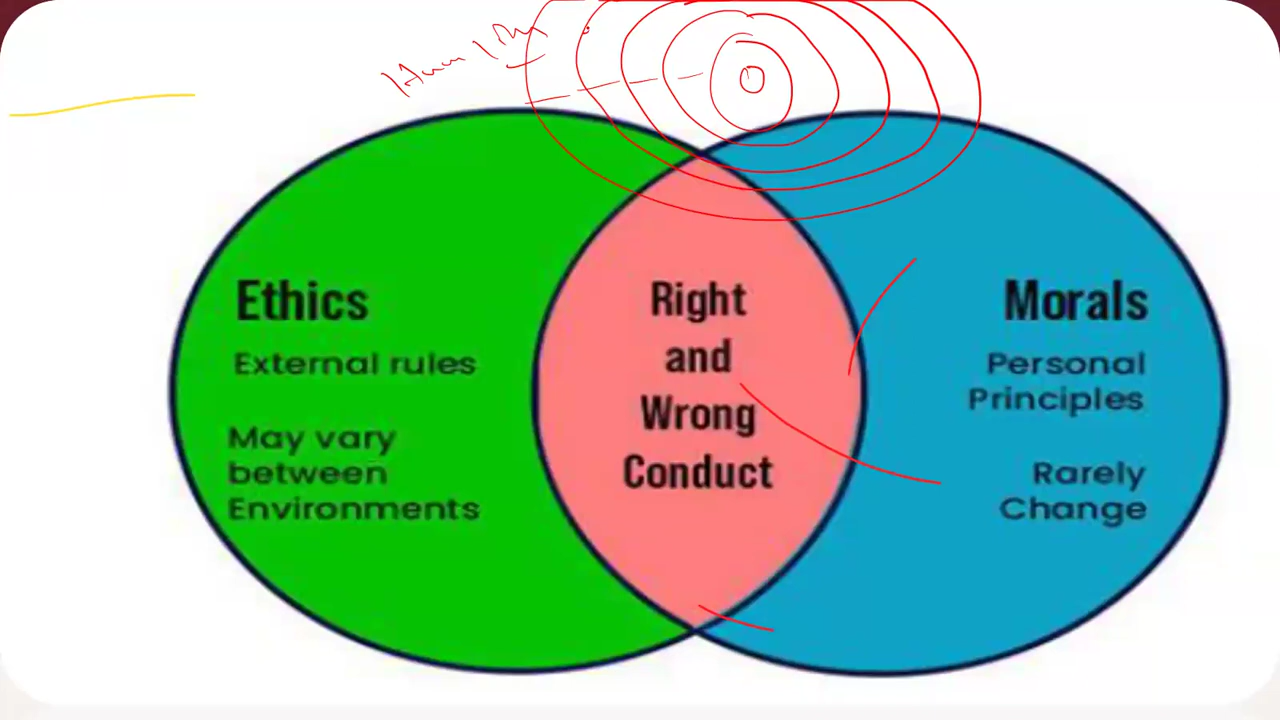 Ethics
External rules
May vary
between
Environments
Right
and
Wrong
Conduct
Morals
Personal
Principles
Rarely
Change